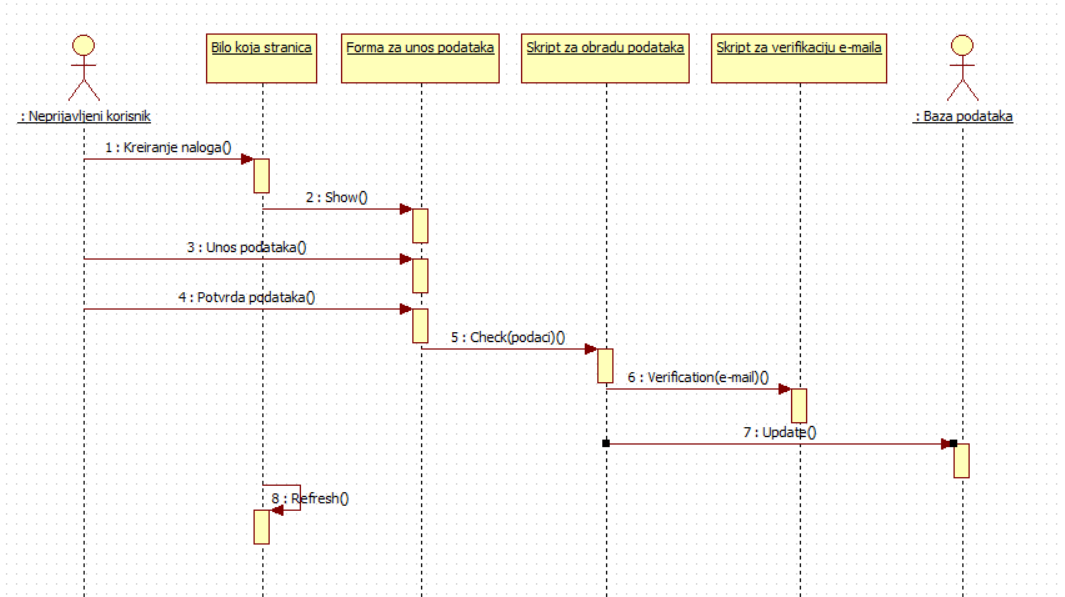 Bilo koja stranica
Forma za unos podataka
Skript za obradu podataka
Skript za verifikaciju e-maila
: Neprijavljeni korisnik
: Baza podataka
1 : Kreiranje naloga()
2 : Show()
3 : Unos podataka()
4 : Potvrda podataka()
5 : Check(podaci)()
6 : Verification(e-mail)()
7 : Update()
8 : Refresh()